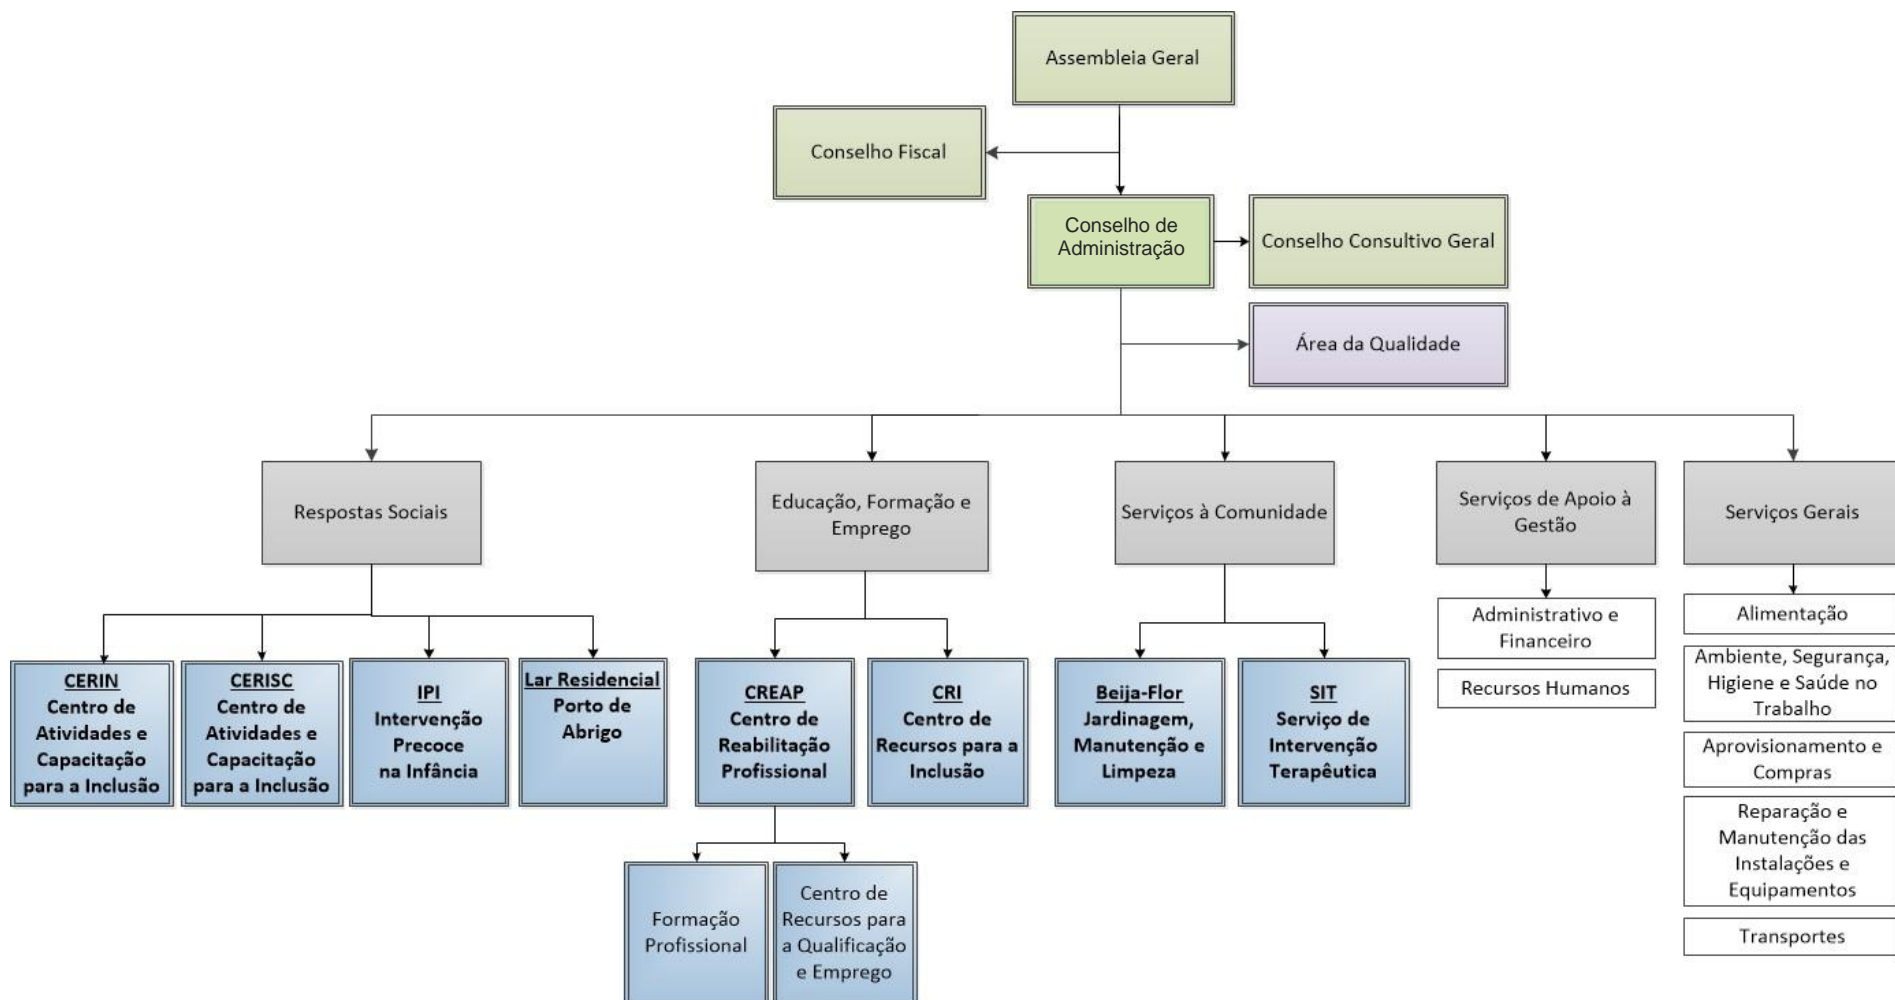 Assembleia Geral
Conselho Fiscal
Conselho de
Administração
Conselho Consultivo Geral
Área da Qualidade
Respostas Sociais
Educação, Formação e
Emprego
Serviços à Comunidade
Serviços de Apoio à
Gestão
Serviços Gerais
CERIN
Centro de
Atividades e
Capacitação
para a Inclusão
CERISC
Centro de
Atividades e
Capacitação
para a Inclusão
IPI
Intervenção
Precoce
na Infância
Lar Residencial
Porto de
Abrigo
CREAP
Centro de
Reabilitação
Profissional
CRI
Centro de
Recursos para a
Inclusão
Beija-Flor
Jardinagem,
Manutenção e
Limpeza
SIT
Serviço de
Intervenção
Terapêutica
Administrativo e
Financeiro
Recursos Humanos
Alimentação
Ambiente, Segurança,
Higiene e Saúde no
Trabalho
Aprovisionamento e
Compras
Reparação e
Manutenção das
Instalações e
Equipamentos
Transportes
Formação
Profissional
Centro de
Recursos para
a Qualificação
e Emprego